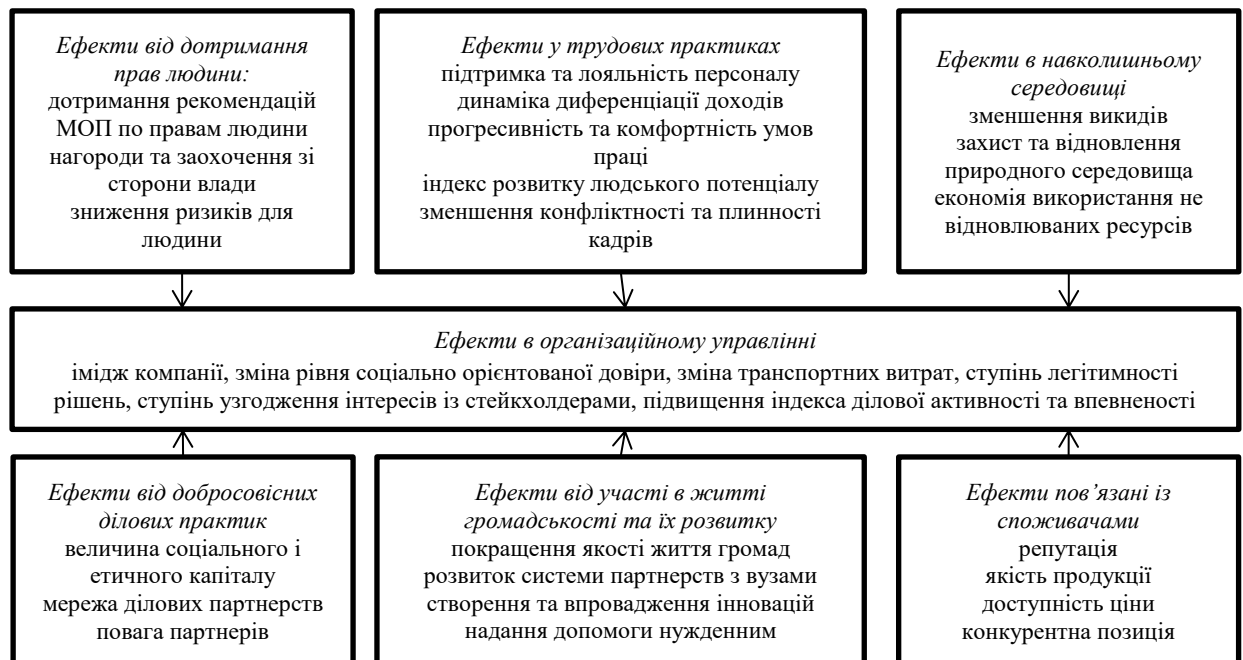 Ефекти від дотримання
прав людини:
дотримання рекомендацій
МОП по правам людини
нагороди та заохочення зі
сторони влади
зниження ризиків для
людини
Ефекти у трудових практиках
підтримка та лояльність персоналу
динаміка диференціації доходів
прогресивність та комфортність умов
праці
індекс розвитку людського потенціалу
зменшення конфліктності та плинності
кадрів
Ефекти в навколишньому
середовищі
зменшення викидів
захист та відновлення
природного середовища
економія використання не
відновлюваних ресурсів
Ефекти в організаційному управлінні
імідж компанії, зміна рівня соціально орієнтованої довіри, зміна транспортних витрат, ступінь легітимності
рішень, ступінь узгодження інтересів із стейкхолдерами, підвищення індекса ділової активності та впевненості
Ефекти від добросовісних
ділових практик
величина соціального і
етичного капіталу
мережа ділових партнерств
повага партнерів
Ефекти від участі в житті
громадськості та їх розвитку
покращення якості життя громад
розвиток системи партнерств з вузами
створення та впровадження інновацій
надання допомоги нужденним
Ефекти пов’язані із
споживачами
репутація
якість продукції
доступність ціни
конкурентна позиція